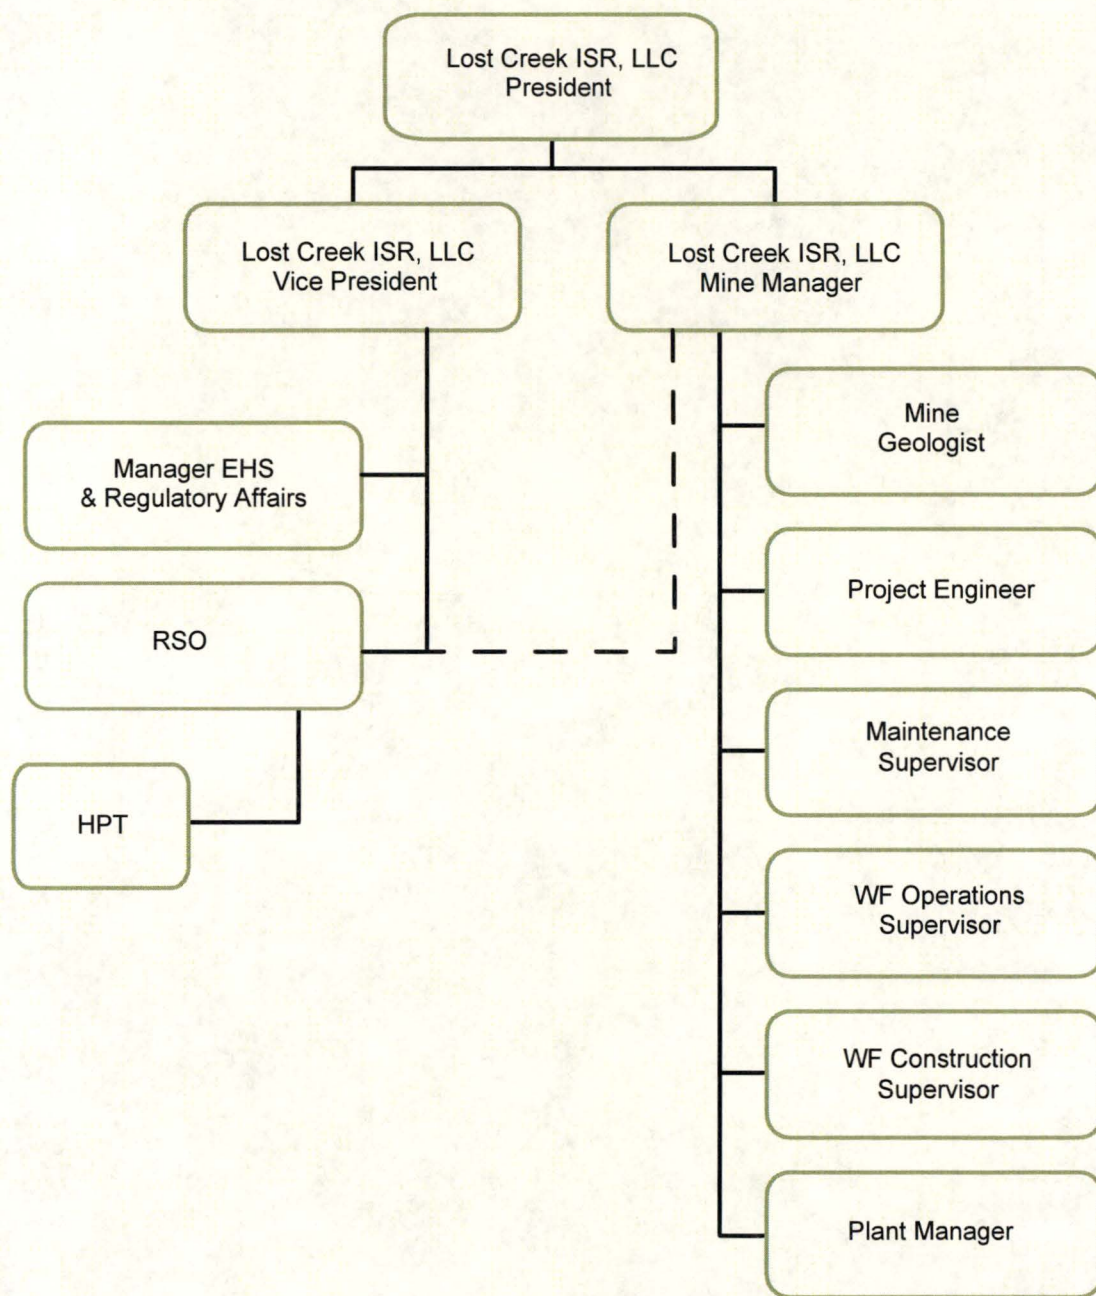 Lost Creek ISR, LLC
President
Lost Creek ISR, LLC
Vice President
Lost Creek ISR, LLC
Mine Manager
Manager EHS
& Regulatory Affairs
RSO
HPT
Mine
Geologist
Project Engineer
Maintenance
Supervisor
WF Operations
Supervisor
WF Construction
Supervisor
Plant Manager